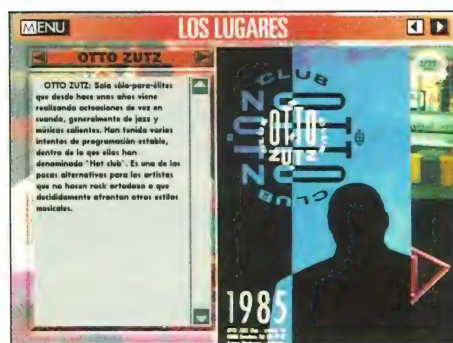 MENU
LOS LUGARES
OTTO ZUTZ
OTTO ZUTZ: Sala sólo-para-élites
que desde hace unos años viene
realizando actuaciones de vez en
cuando, generalmente de jazz y
músicas calientes. Han tenido varios
intentos de programación estable,
dentro de lo que ellos han
denominado "Hot club". Es una de las
pocas alternativas para los artistas
que no hacen rock ortodoxo o que
decididamente afrontan otros estilos
musicales.
CLUB
OTTO
ZUTZ
CLUB
OTTO
ZUTZ
1985